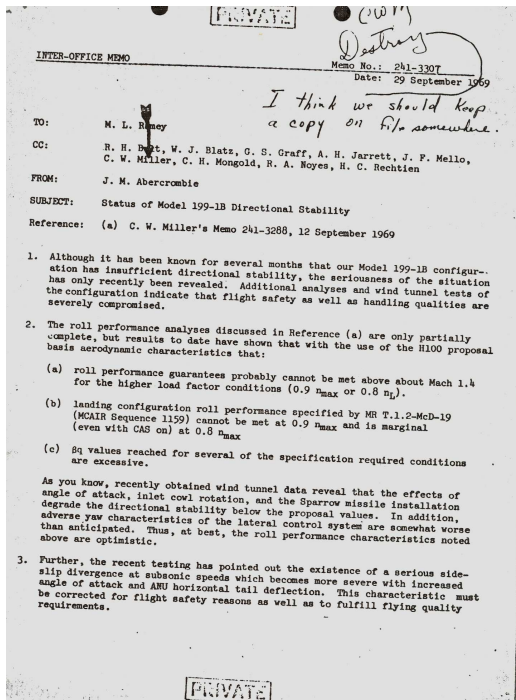 PRIVATE
(CWM)
Destroy
INTER-OFFICE MEMO
Memo No.: 241-3307
Date: 29 September 1969
I think we should keep
a copy on file somewhere.
TO: M. L. Ramey
CC: R. H. Belt, W. J. Blatz, G. S. Graff, A. H. Jarrett, J. F. Mello,
C. W. Miller, C. H. Mongold, R. A. Noyes, H. C. Rechtien
FROM: J. M. Abercrombie
SUBJECT: Status of Model 199-1B Directional Stability
Reference: (a) C. W. Miller's Memo 241-3288, 12 September 1969
1. Although it has been known for several months that our Model 199-1B configur-
ation has insufficient directional stability, the seriousness of the situation
has only recently been revealed. Additional analyses and wind tunnel tests of
the configuration indicate that flight safety as well as handling qualities are
severely compromised.
2. The roll performance analyses discussed in Reference (a) are only partially
complete, but results to date have shown that with the use of the H100 proposal
basis aerodynamic characteristics that:
(a) roll performance guarantees probably cannot be met above about Mach 1.4
for the higher load factor conditions (0.9 nmax or 0.8 nL).
(b) landing configuration roll performance specified by MR T.1.2-McD-19
(MCAIR Sequence 1159) cannot be met at 0.9 nmax and is marginal
(even with CAS on) at 0.8 nmax
(c) βq values reached for several of the specification required conditions
are excessive.
As you know, recently obtained wind tunnel data reveal that the effects of
angle of attack, inlet cowl rotation, and the Sparrow missile installation
degrade the directional stability below the proposal values. In addition,
adverse yaw characteristics of the lateral control system are somewhat worse
than anticipated. Thus, at best, the roll performance characteristics noted
above are optimistic.
3. Further, the recent testing has pointed out the existence of a serious side-
slip divergence at subsonic speeds which becomes more severe with increased
angle of attack and ANU horizontal tail deflection. This characteristic must
be corrected for flight safety reasons as well as to fulfill flying quality
requirements.
PRIVATE